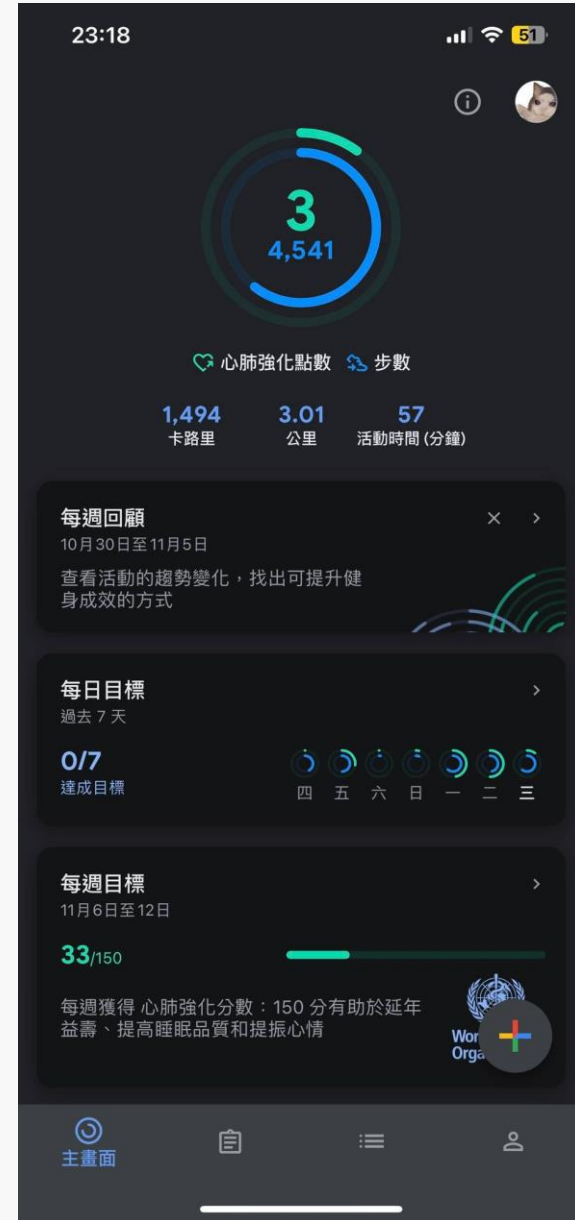 23:18
51
3
4,541
心肺強化點數 步數
1,494 3.01 57
卡路里 公里 活動時間 (分鐘)
每週回顧
10月30日至11月5日
查看活動的趨勢變化，找出可提升健
身成效的方式
每日目標
過去 7 天
0/7
達成目標
四 五 六 日 一 二 三
每週目標
11月6日至12日
33/150
每週獲得 心肺強化分數：150 分有助於延年
益壽、提高睡眠品質和提振心情
Wor
Orga
主畫面